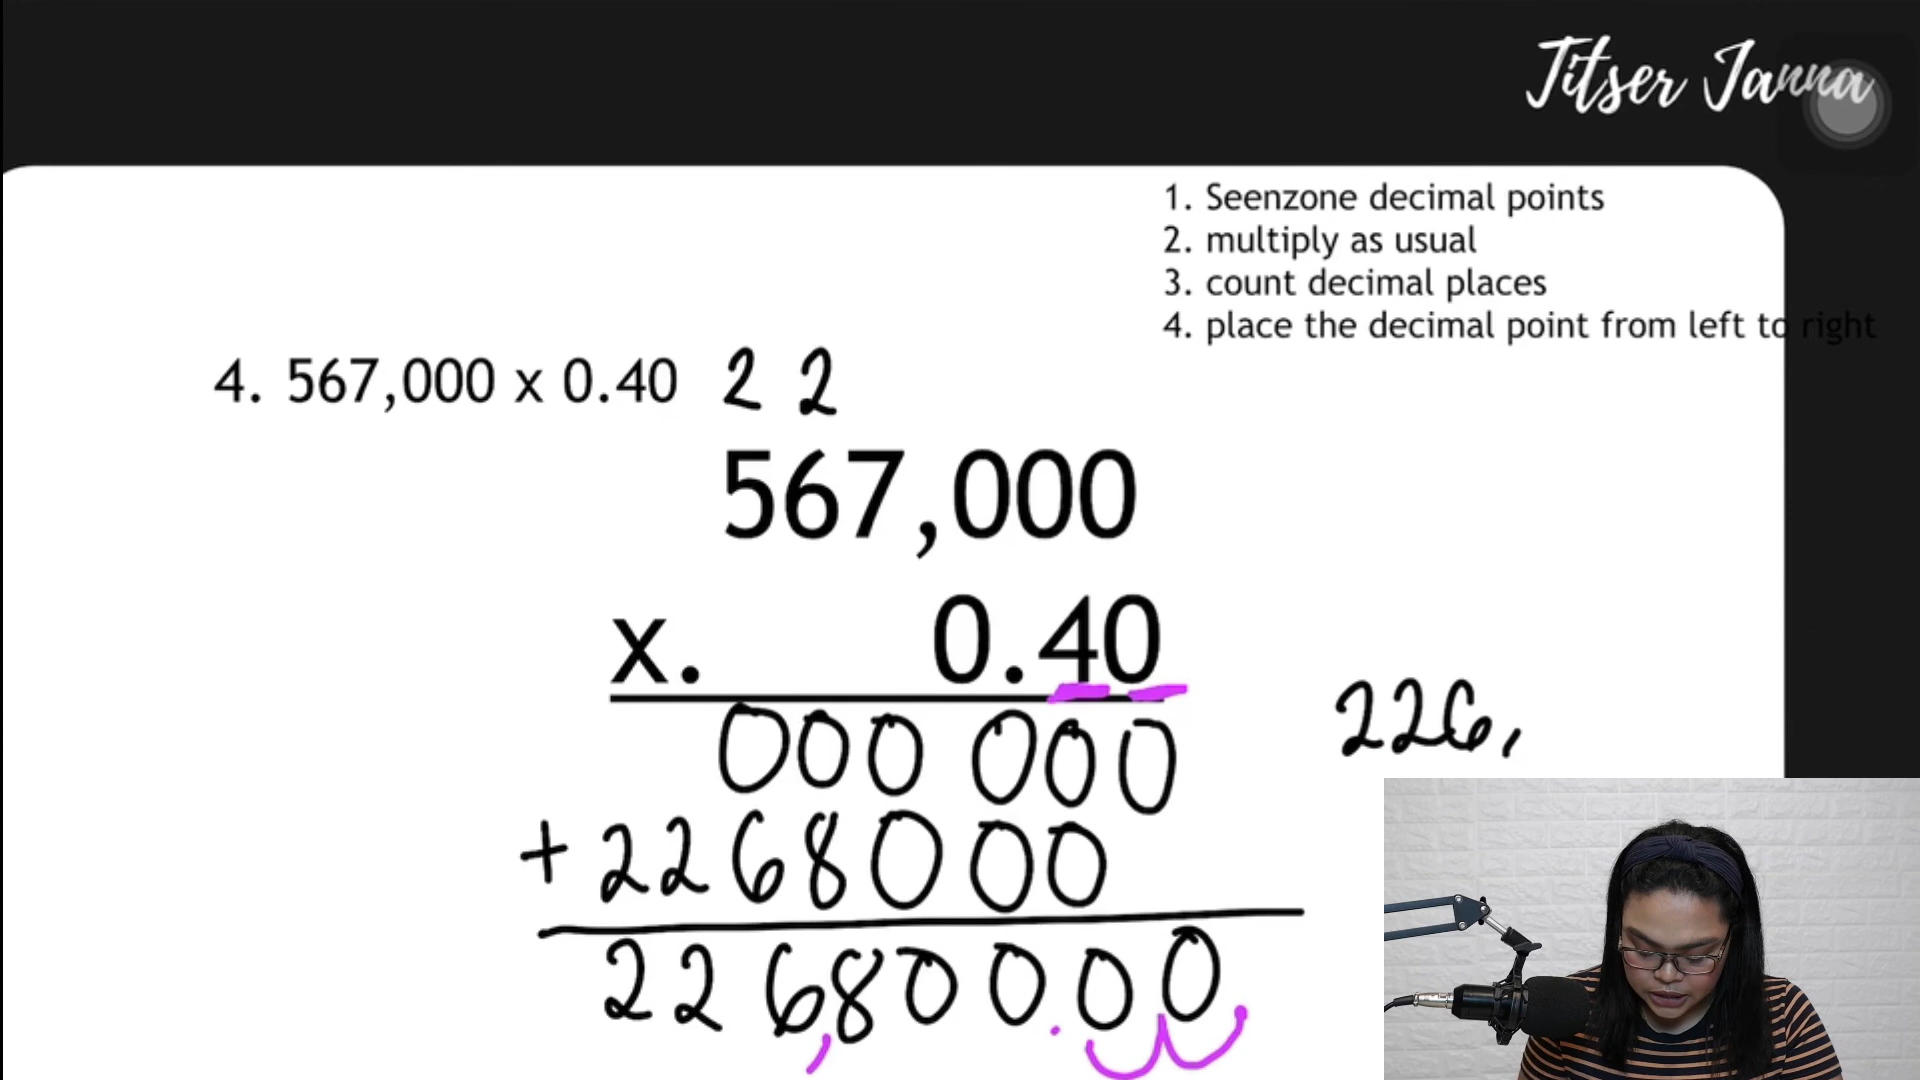 Titser Janna
1. Seenzone decimal points
2. multiply as usual
3. count decimal places
4. place the decimal point from left to right
4. 567,000 x 0.40 2 2
567,000
x. 0.40
000 000
226,
+ 2268000
226,800.00